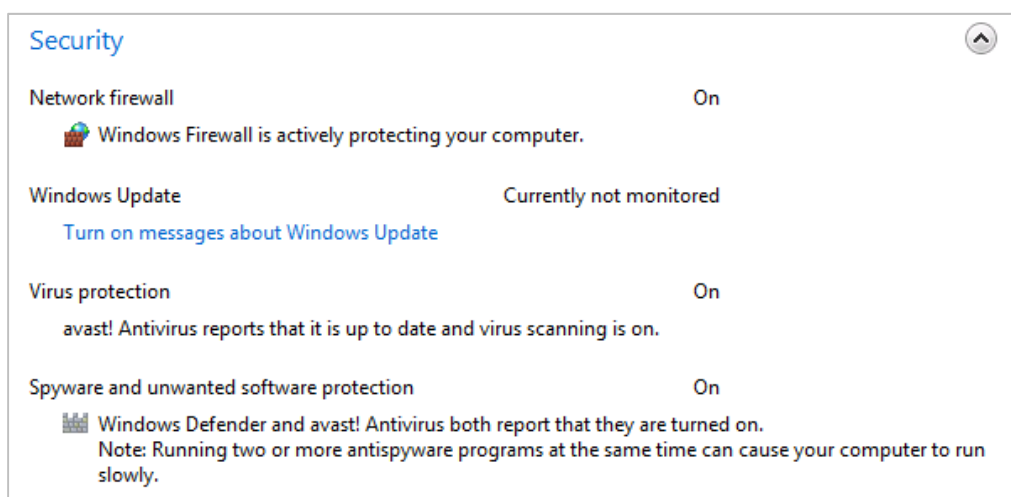 Security
Network firewall On
Windows Firewall is actively protecting your computer.
Windows Update Currently not monitored
Turn on messages about Windows Update
Virus protection On
avast! Antivirus reports that it is up to date and virus scanning is on.
Spyware and unwanted software protection On
Windows Defender and avast! Antivirus both report that they are turned on.
Note: Running two or more antispyware programs at the same time can cause your computer to run
slowly.